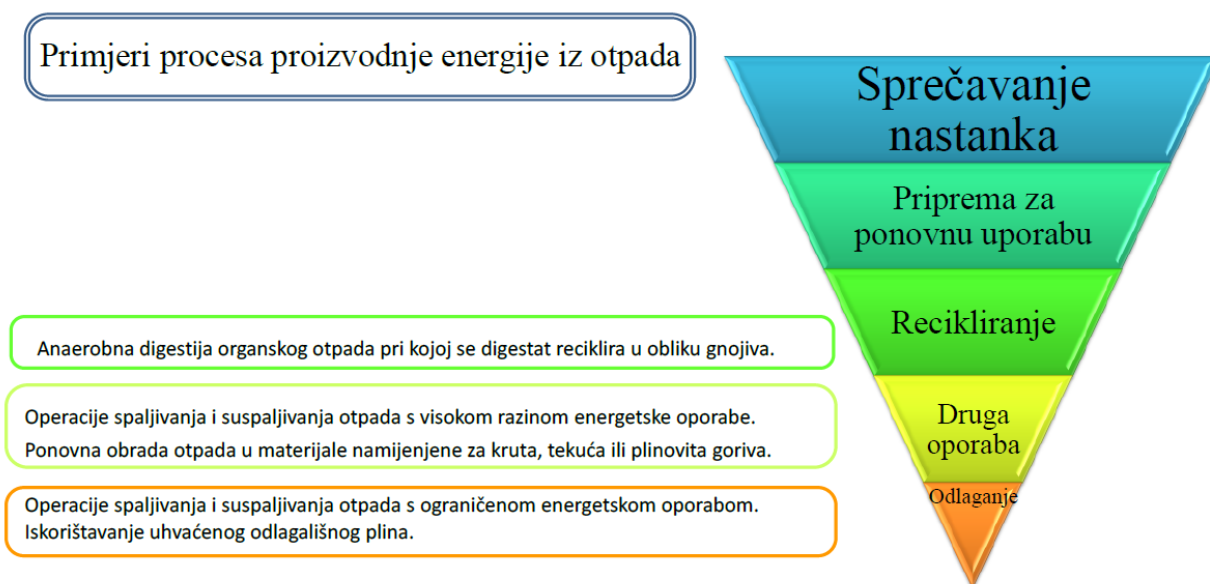 Primjeri procesa proizvodnje energije iz otpada
Sprečavanje
nastanka
Priprema za
ponovnu uporabu
Recikliranje
Anaerobna digestija organskog otpada pri kojoj se digestat reciklira u obliku gnojiva.
Druga
oporaba
Operacije spaljivanja i suspaljivanja otpada s visokom razinom energetske oporabe.
Ponovna obrada otpada u materijale namijenjene za kruta, tekuća ili plinovita goriva.
Odlaganje
Operacije spaljivanja i suspaljivanja otpada s ograničenom energetskom oporabom.
Iskorištavanje uhvaćenog odlagališnog plina.